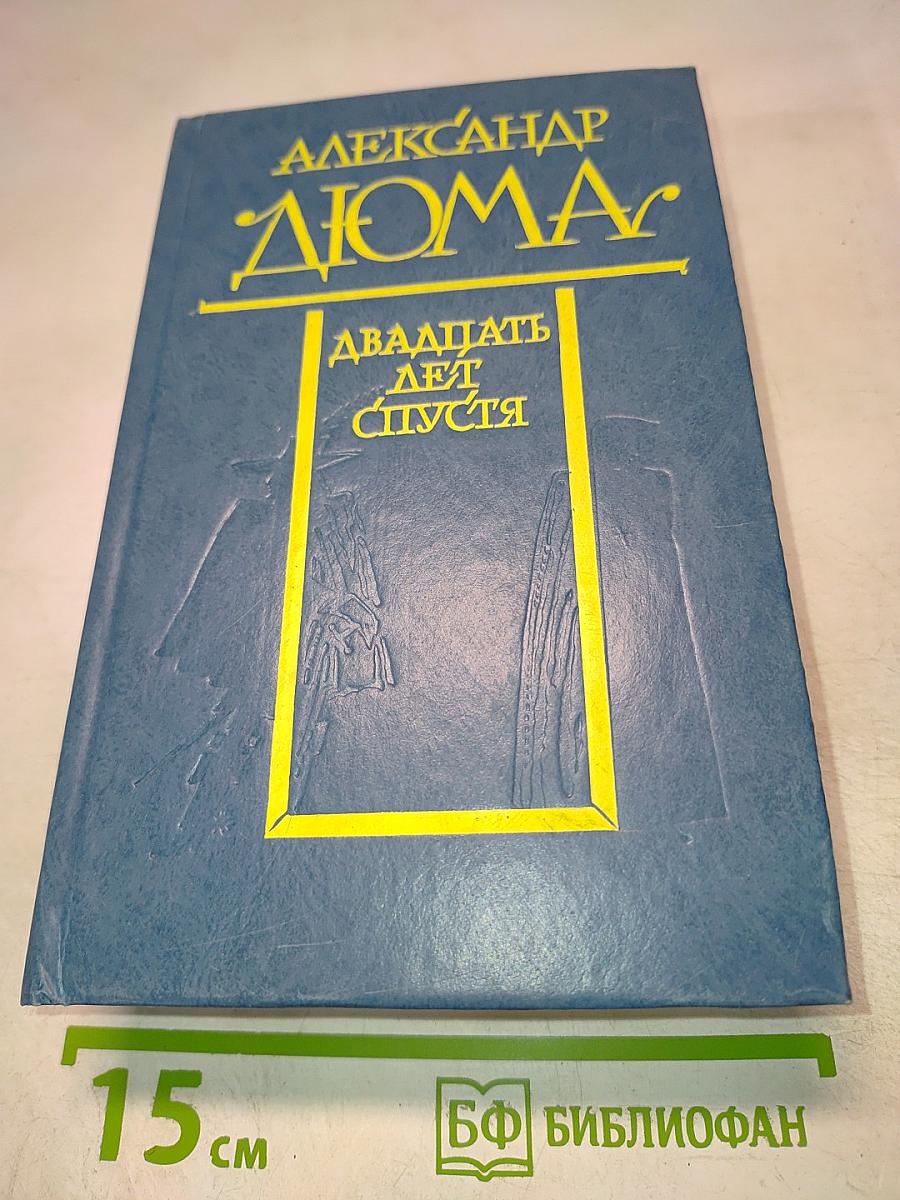 АЛЕКСАНДР
ДЮМА
ДВАДЦАТЬ
ЛЕТ
СПУСТЯ
15 см
БФ БИБЛИОФАН